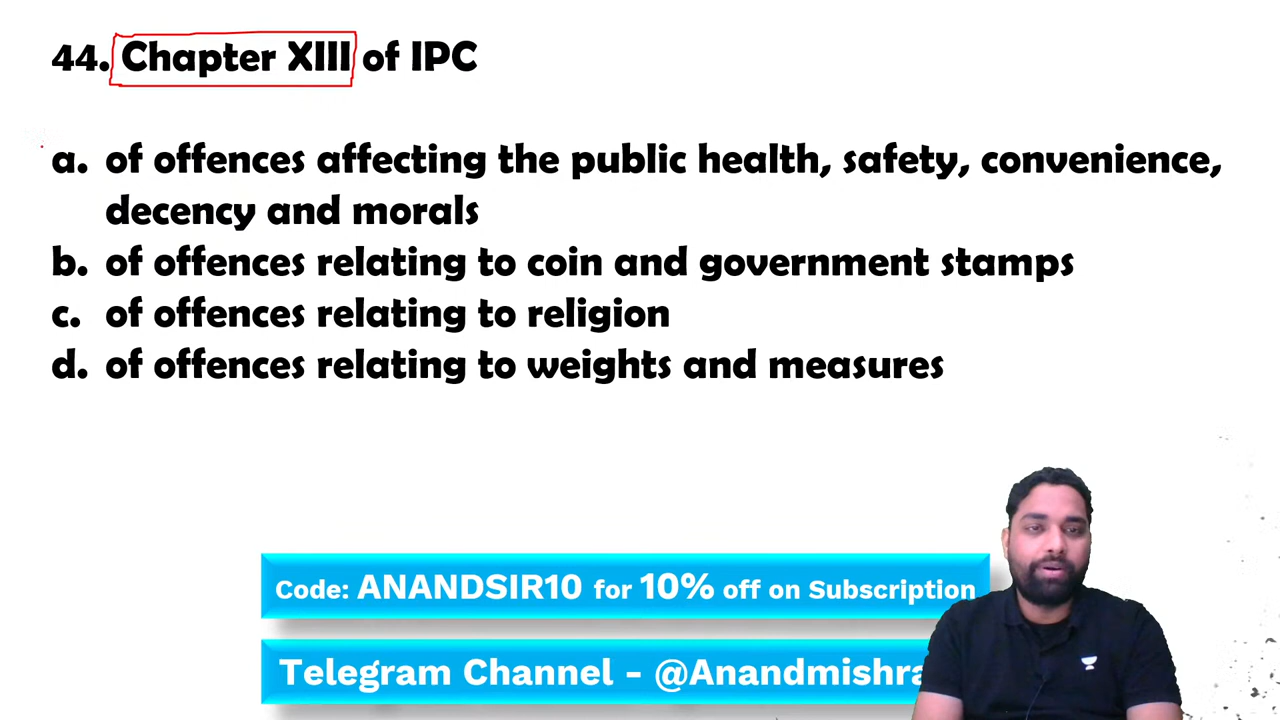 44. Chapter XIII of IPC
a. of offences affecting the public health, safety, convenience,
decency and morals
b. of offences relating to coin and government stamps
c. of offences relating to religion
d. of offences relating to weights and measures
Code: ANANDSIR10 for 10% off on Subscription
Telegram Channel - @Anandmishra